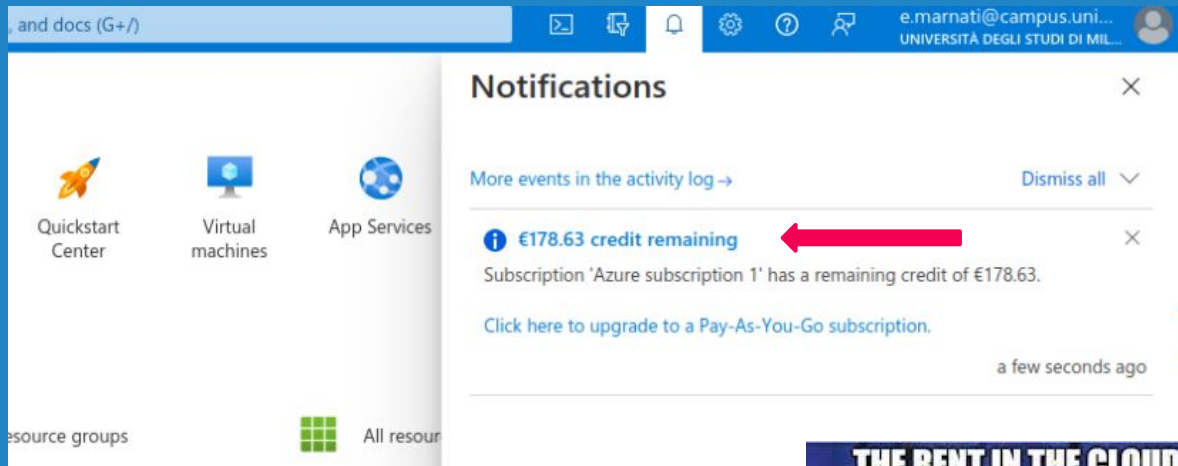 , and docs (G+/)
e.marnati@campus.uni...
UNIVERSITÀ DEGLI STUDI DI MIL...
Notifications
More events in the activity log →
Dismiss all
Quickstart
Center
Virtual
machines
App Services
€178.63 credit remaining
Subscription 'Azure subscription 1' has a remaining credit of €178.63.
Click here to upgrade to a Pay-As-You-Go subscription.
a few seconds ago
esource groups
All resour
THE RENT IN THE CLOUD